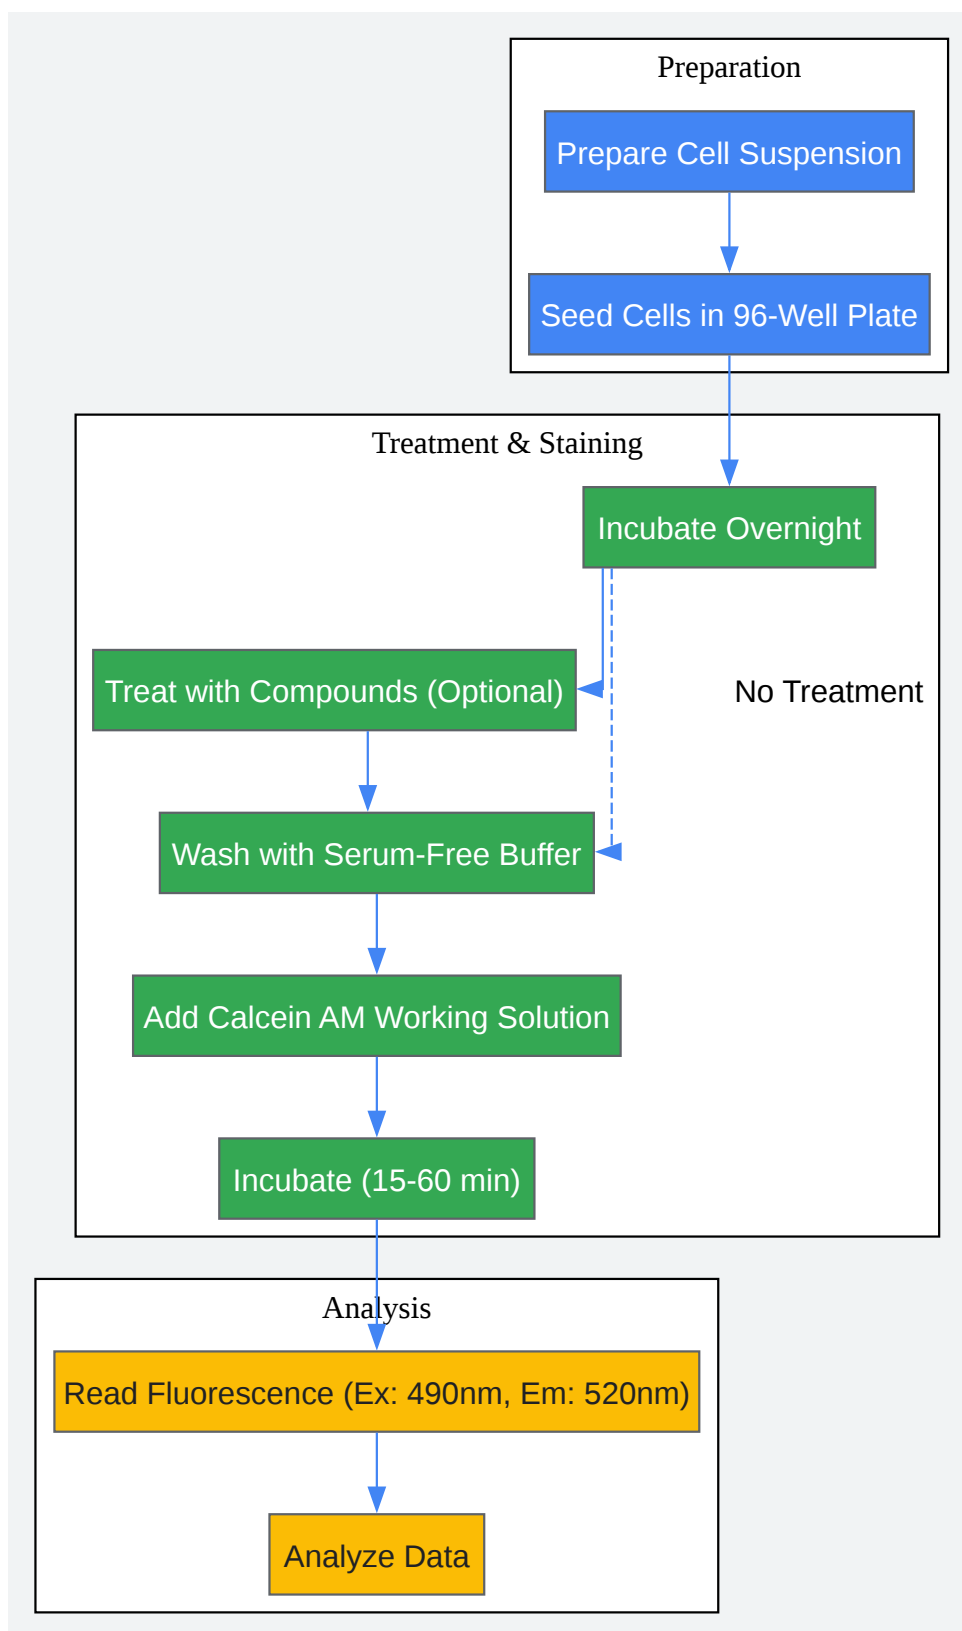 Preparation
Prepare Cell Suspension
Seed Cells in 96-Well Plate
Treatment & Staining
Incubate Overnight
Treat with Compounds (Optional)
No Treatment
Wash with Serum-Free Buffer
Add Calcein AM Working Solution
Incubate (15-60 min)
Analysis
Read Fluorescence (Ex: 490nm, Em: 520nm)
Analyze Data